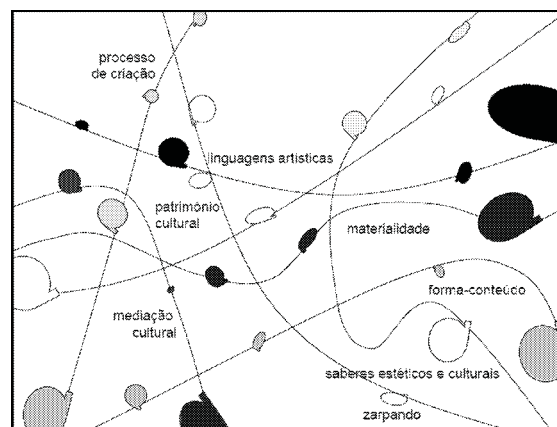 processo
de criação
linguagens artísticas
patrimônio
cultural
materialidade
forma-conteúdo
mediação
cultural
saberes estéticos e culturais
zarpando